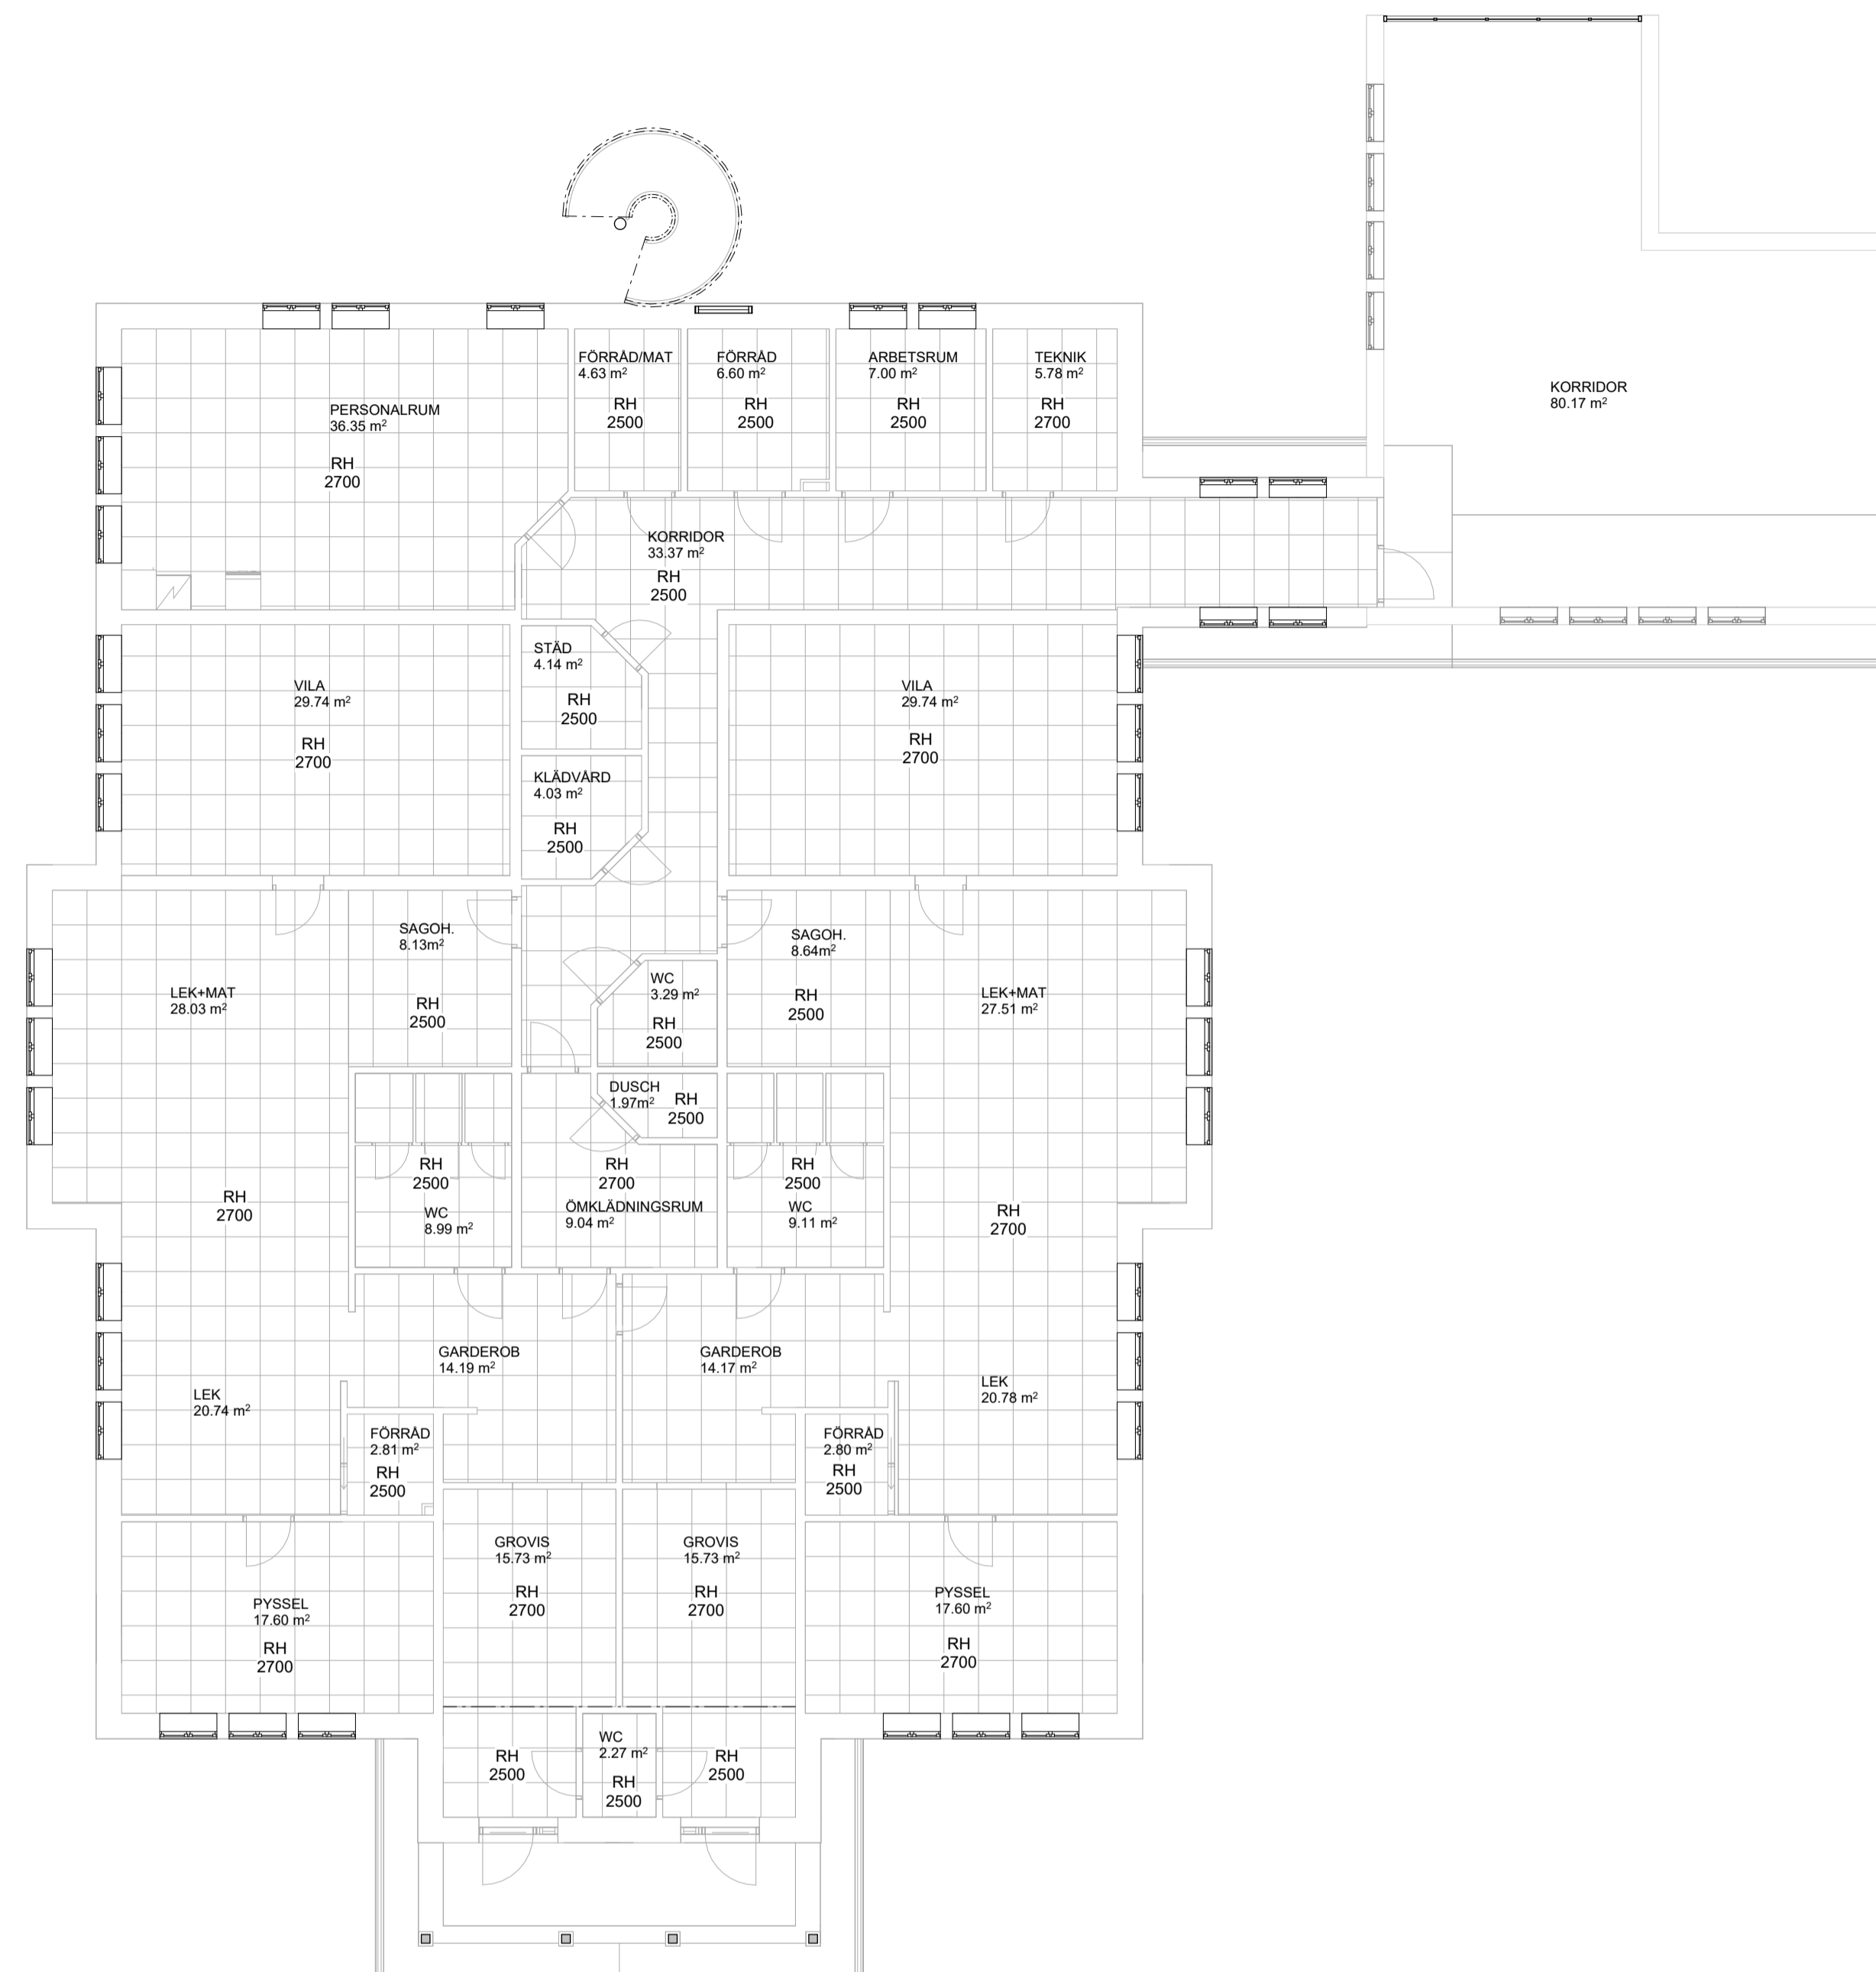 FÖRRÅD/MAT
4.63 m²
RH
2500
FÖRRÅD
6.60 m²
RH
2500
ARBETSRUM
7.00 m²
RH
2500
TEKNIK
5.78 m²
RH
2700
KORRIDOR
80.17 m²
PERSONALRUM
36.35 m²
RH
2700
KORRIDOR
33.37 m²
RH
2500
STÄD
4.14 m²
RH
2500
VILA
29.74 m²
RH
2700
VILA
29.74 m²
RH
2700
KLÄDVÅRD
4.03 m²
RH
2500
SAGOH.
8.13m²
RH
2500
SAGOH.
8.64m²
RH
2500
WC
3.29 m²
RH
2500
LEK+MAT
28.03 m²
RH
2700
LEK+MAT
27.51 m²
RH
2700
DUSCH
1.97m²
RH
2500
RH
2500
WC
8.99 m²
RH
2700
ÖMKLÄDNINGSRUM
9.04 m²
RH
2500
WC
9.11 m²
GARDEROB
14.19 m²
GARDEROB
14.17 m²
LEK
20.74 m²
LEK
20.78 m²
FÖRRÅD
2.81 m²
RH
2500
FÖRRÅD
2.80 m²
RH
2500
GROVIS
15.73 m²
RH
2700
GROVIS
15.73 m²
RH
2700
PYSSEL
17.60 m²
RH
2700
PYSSEL
17.60 m²
RH
2700
RH
2500
WC
2.27 m²
RH
2500
RH
2500